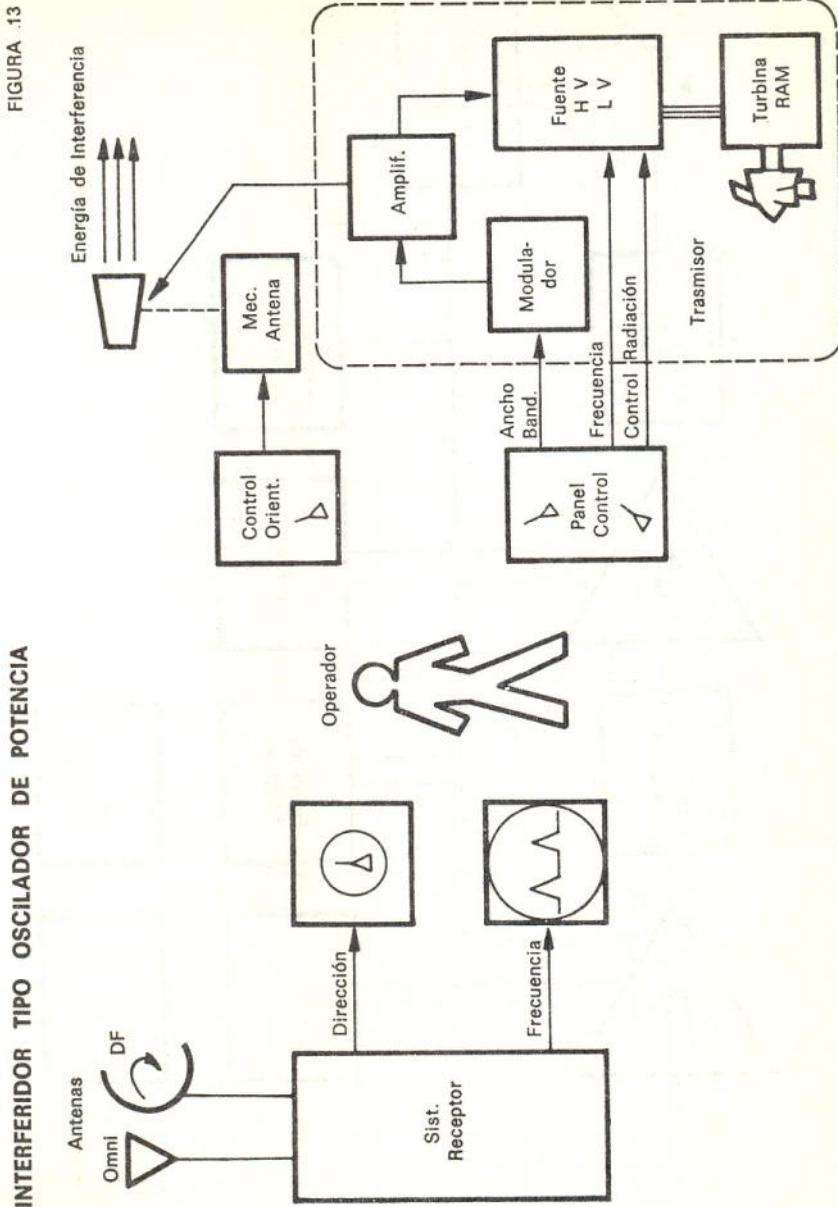 INTERFERIDOR TIPO OSCILADOR DE POTENCIA
FIGURA .13
Antenas
Omni
DF
Sist.
Receptor
Dirección
Frecuencia
Operador
Control
Orient.
Mec.
Antena
Energía de Interferencia
Panel
Control
Ancho
Band.
Frecuencia
Control Radiación
Modula-
dor
Amplif.
Fuente
H V
L V
Turbina
RAM
Trasmisor